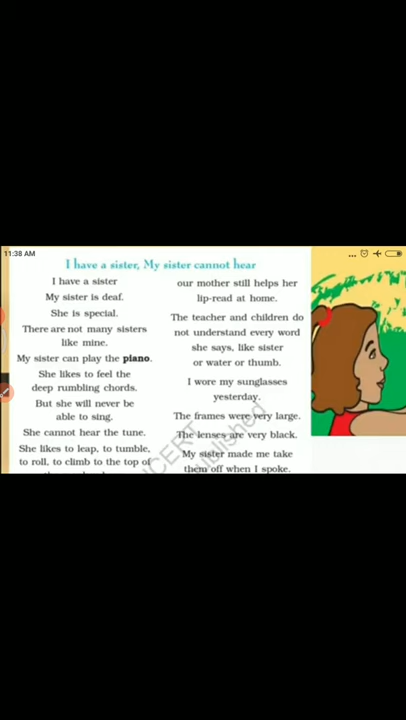 11:38 AM
I have a sister, My sister cannot hear
I have a sister
My sister is deaf.
She is special.
There are not many sisters
like mine.
My sister can play the piano.
She likes to feel the
deep rumbling chords.
But she will never be
able to sing.
She cannot hear the tune.
She likes to leap, to tumble,
to roll, to climb to the top of
our mother still helps her
lip-read at home.
The teacher and children do
not understand every word
she says, like sister
or water or thumb.
I wore my sunglasses
yesterday.
The frames were very large.
The lenses are very black.
My sister made me take
them off when I spoke.
NCERT